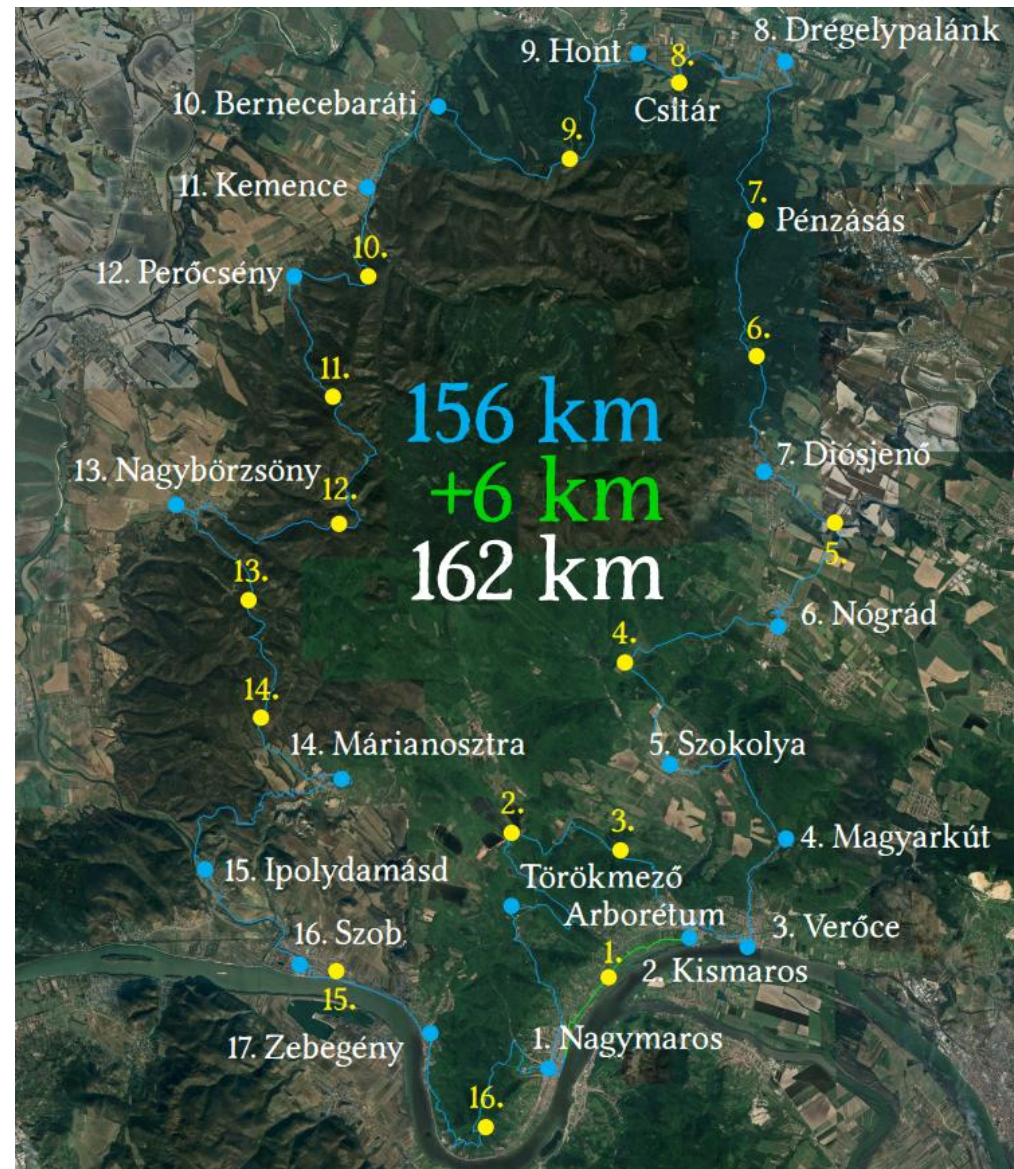 8. Drégelypalánk
9. Hont
8.
Csitár
10. Bernecebaráti
9.
11. Kemence
7.
Pénzásás
10.
12. Perőcsény
6.
11.
156 km
+6 km
162 km
7. Diósjenő
13. Nagybörzsöny
12.
5.
13.
6. Nógrád
4.
14.
14. Márianosztra
5. Szokolya
2.
3.
4. Magyarkút
15. Ipolydamásd
Törökmező
Arborétum
3. Verőce
16. Szob
1.
2. Kismaros
15.
17. Zebegény
1. Nagymaros
16.